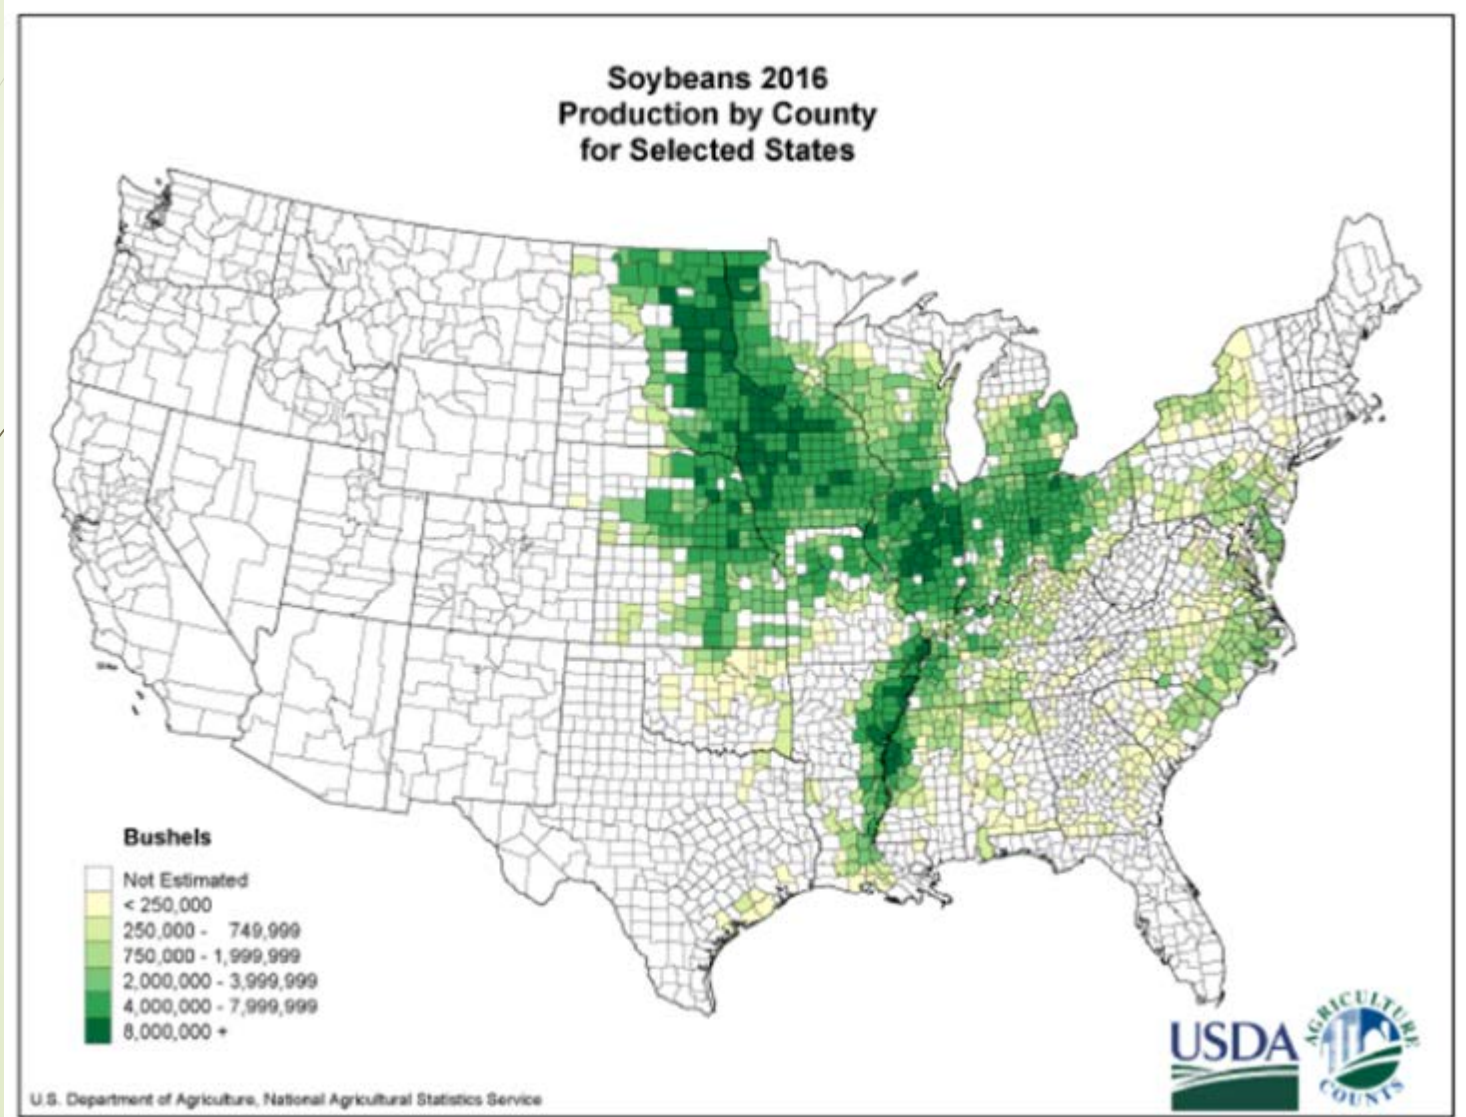 Soybeans 2016
Production by County
for Selected States
Bushels
Not Estimated
< 250,000
250,000 - 749,999
750,000 - 1,999,999
2,000,000 - 3,999,999
4,000,000 - 7,999,999
8,000,000 +
U.S. Department of Agriculture, National Agricultural Statistics Service
USDA
AGRICULTURE
COUNTS